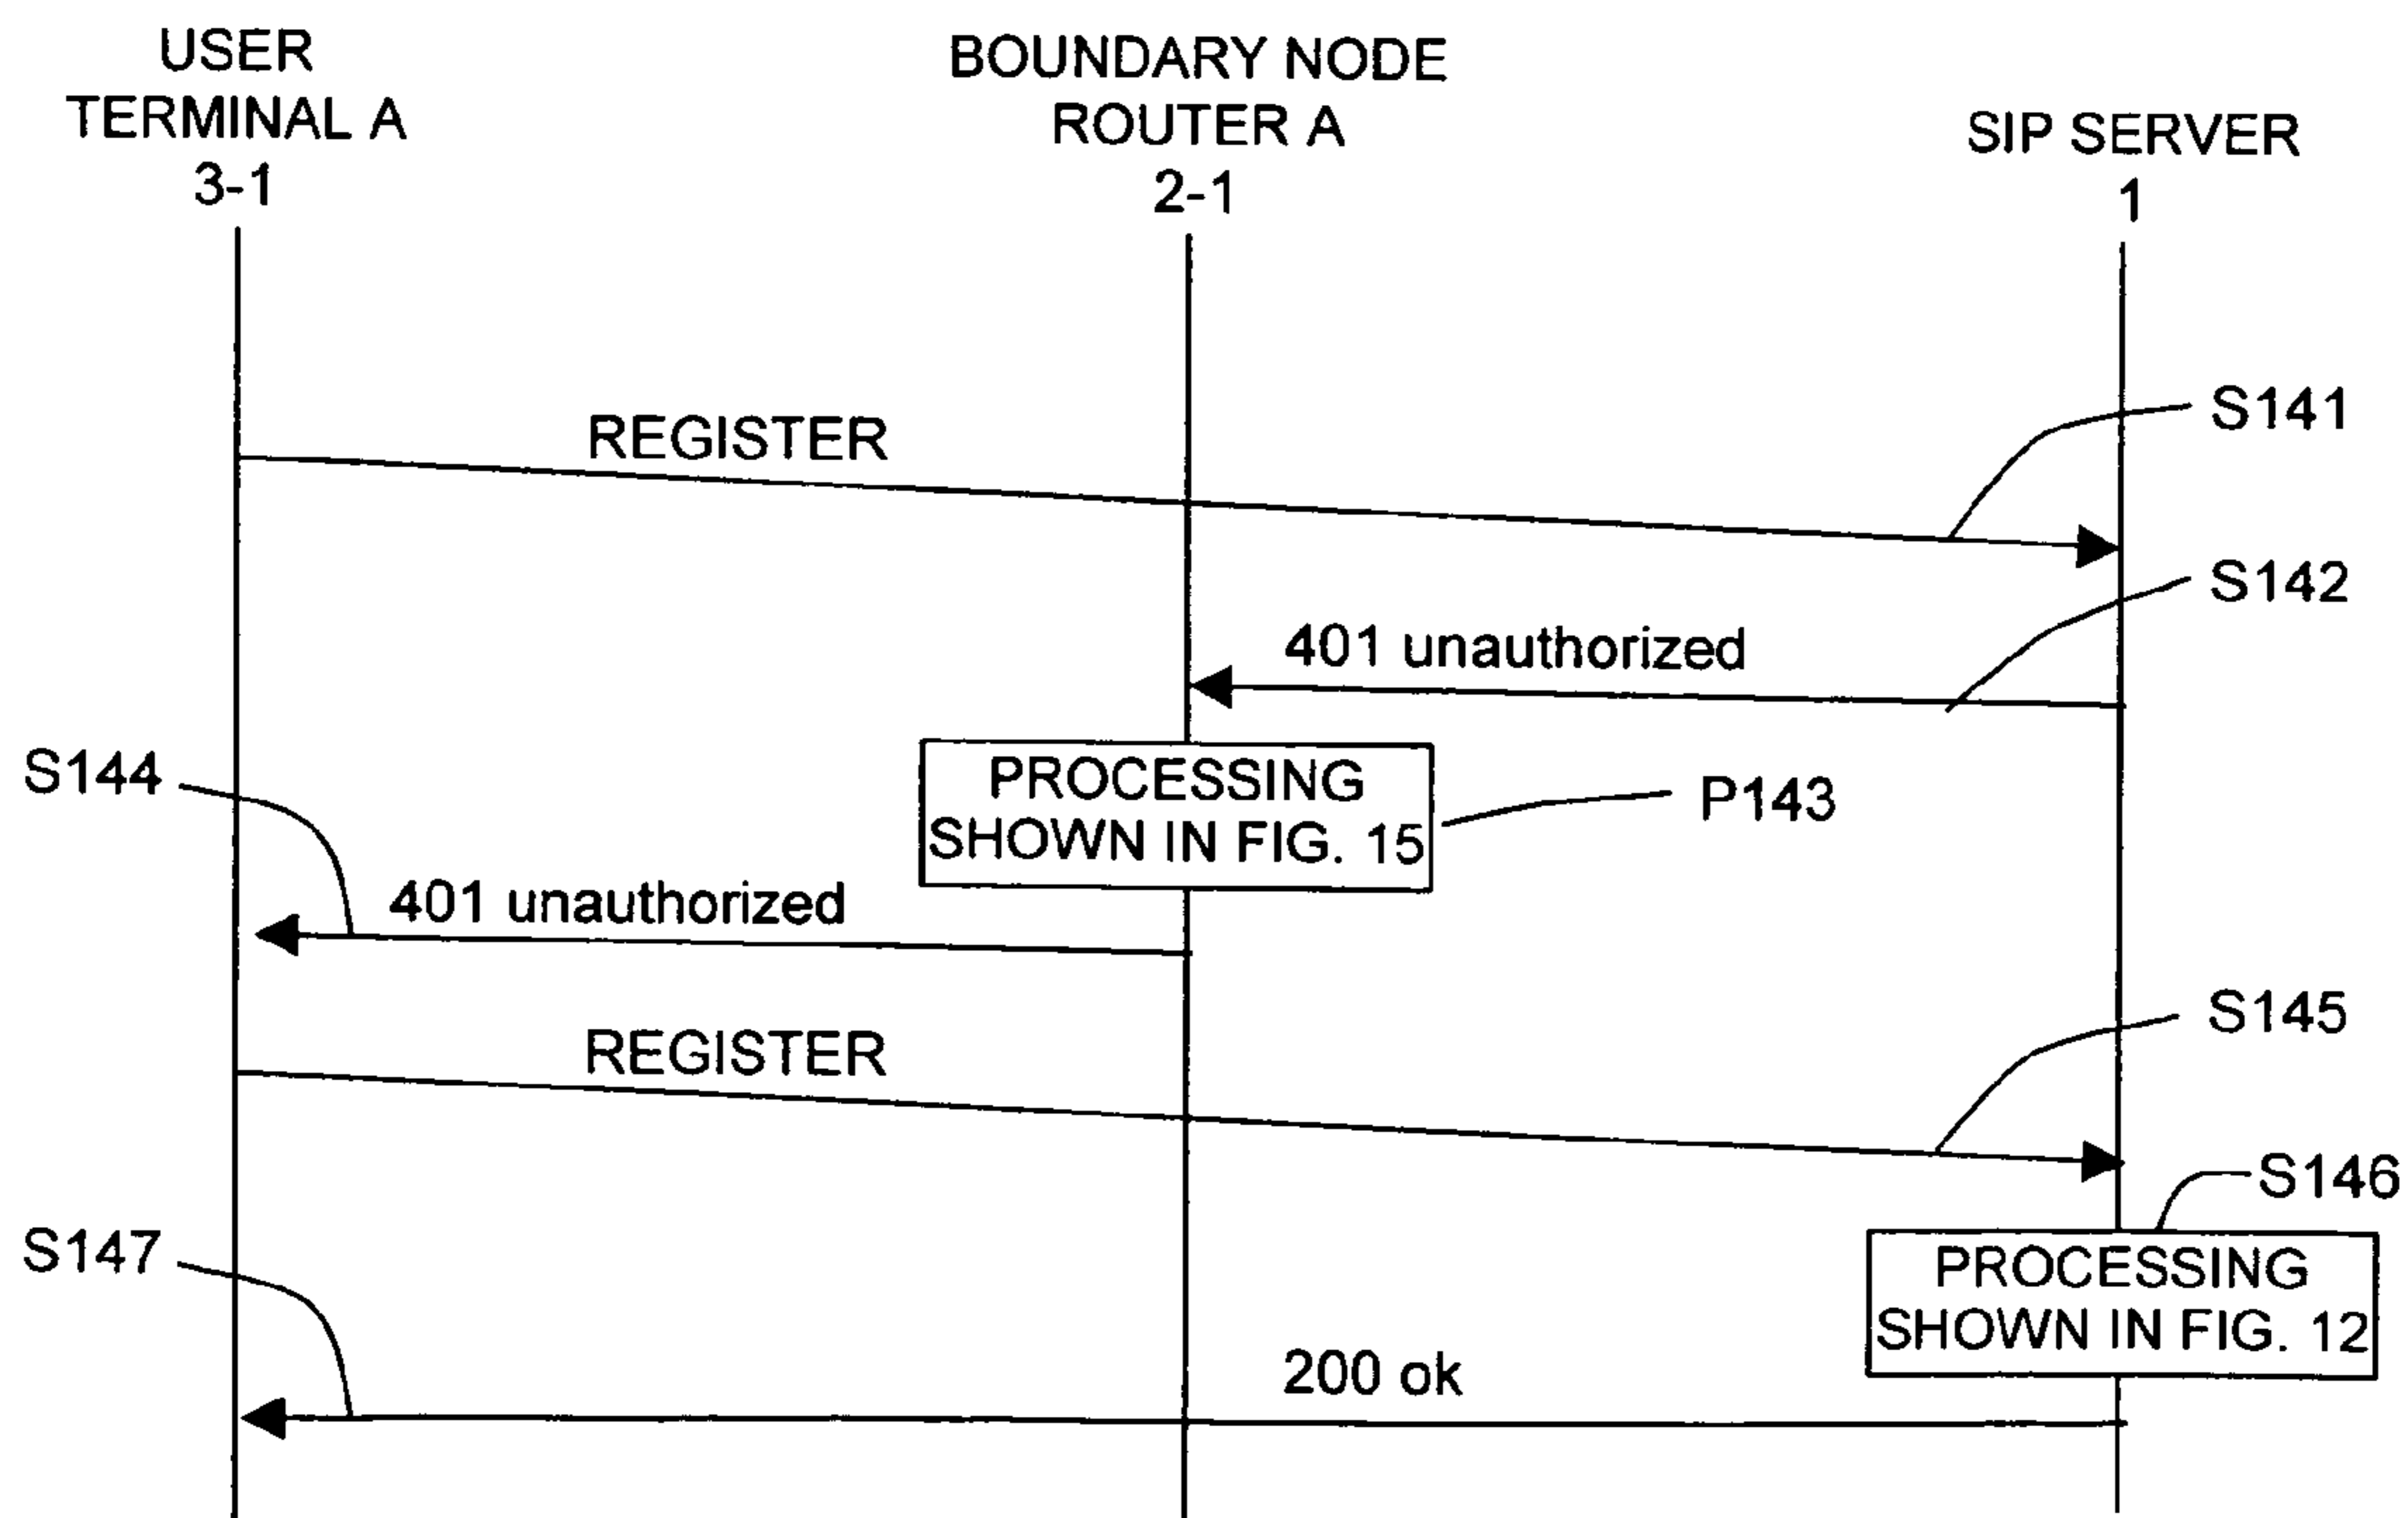 USER
TERMINAL A
3-1
BOUNDARY NODE
ROUTER A
2-1
SIP SERVER
1
REGISTER
S141
S142
401 unauthorized
PROCESSING
SHOWN IN FIG. 15
P143
S144
401 unauthorized
S145
REGISTER
S146
PROCESSING
SHOWN IN FIG. 12
S147
200 ok